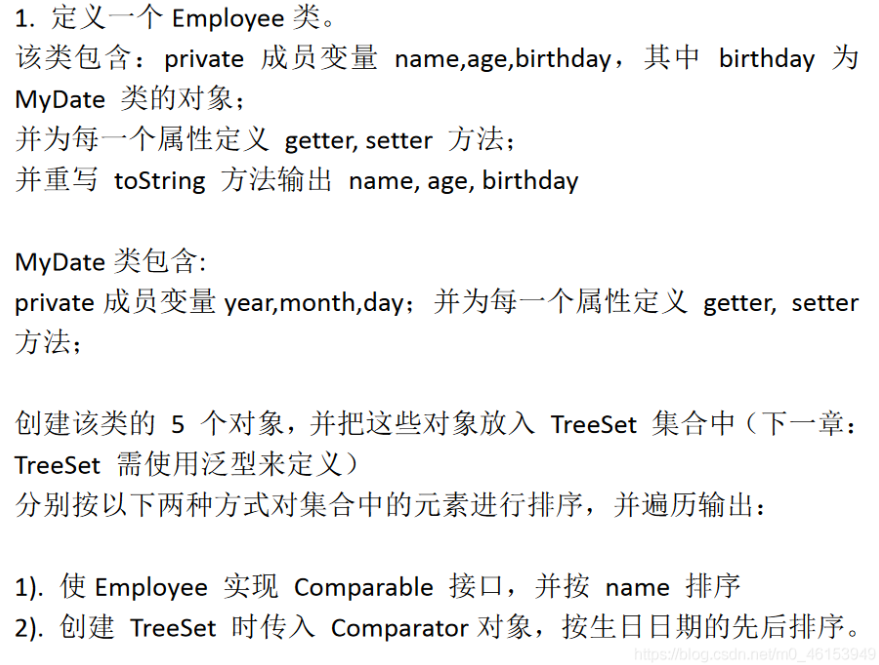 1. 定义一个 Employee 类。
该类包含：private 成员变量 name,age,birthday，其中 birthday 为
MyDate 类的对象；
并为每一个属性定义 getter, setter 方法；
并重写 toString 方法输出 name, age, birthday
MyDate 类包含:
private 成员变量 year,month,day；并为每一个属性定义 getter, setter
方法；
创建该类的 5 个对象，并把这些对象放入 TreeSet 集合中（下一章：
TreeSet 需使用泛型来定义）
分别按以下两种方式对集合中的元素进行排序，并遍历输出：
1). 使 Employee 实现 Comparable 接口，并按 name 排序
2). 创建 TreeSet 时传入 Comparator 对象，按生日日期的先后排序。
https://blog.csdn.net/m0_46153949